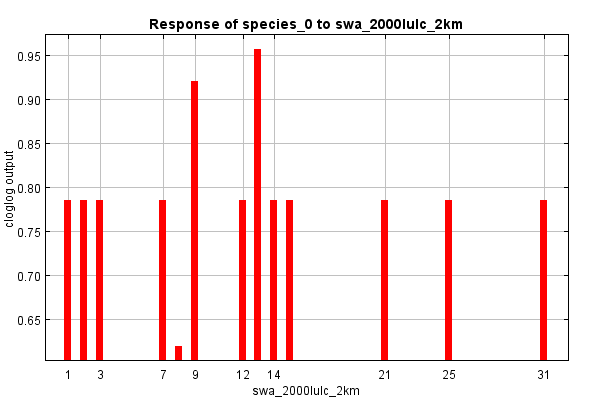 Response of species_0 to swa_2000lulc_2km
0.95
0.90
0.85
0.80
0.75
0.70
0.65
cloglog output
1 3 7 9 12 14 21 25 31
swa_2000lulc_2km